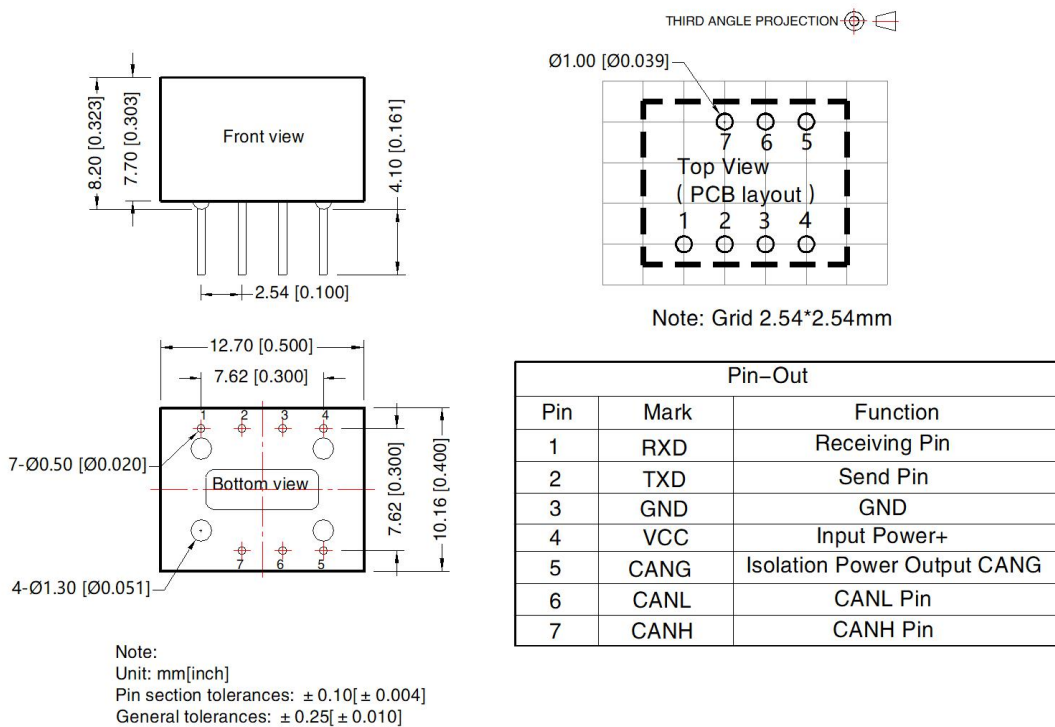 THIRD ANGLE PROJECTION
Ø1.00 [Ø0.039]
8.20 [0.323]
7.70 [0.303]
Front view
4.10 [0.161]
2.54 [0.100]
7 6 5
Top View
( PCB layout )
1 2 3 4
Note: Grid 2.54*2.54mm
12.70 [0.500]
7.62 [0.300]
1 2 3 4
7-Ø0.50 [Ø0.020]
Bottom view
7.62 [0.300]
10.16 [0.400]
7 6 5
4-Ø1.30 [Ø0.051]
Pin-Out
Pin Mark Function
1 RXD Receiving Pin
2 TXD Send Pin
3 GND GND
4 VCC Input Power+
5 CANG Isolation Power Output CANG
6 CANL CANL Pin
7 CANH CANH Pin
Note:
Unit: mm[inch]
Pin section tolerances: ±0.10[±0.004]
General tolerances: ±0.25[±0.010]